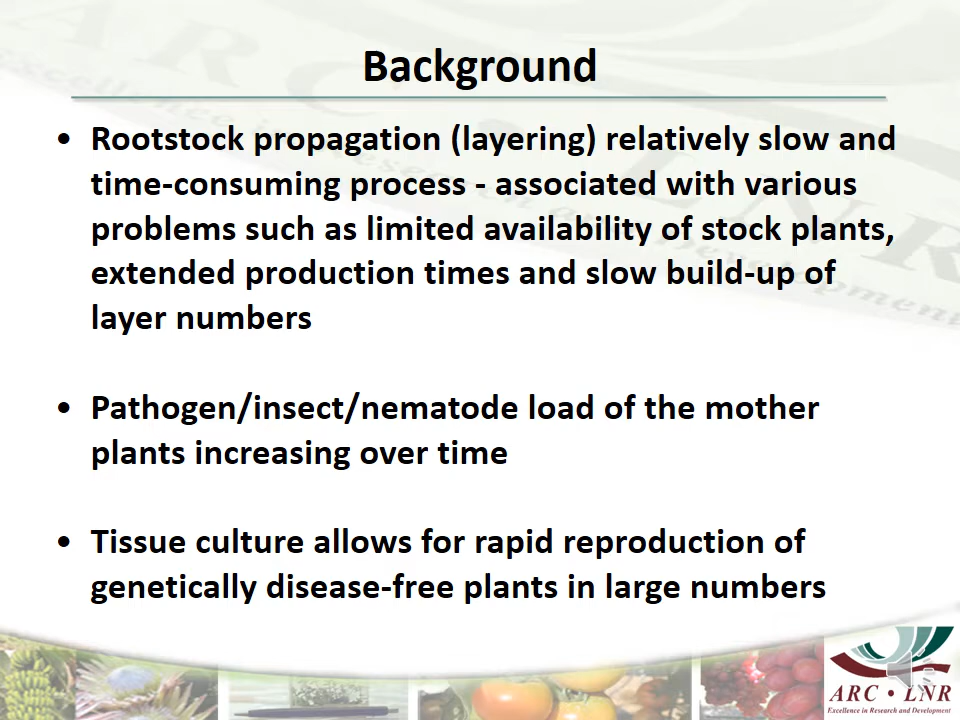 Background
• Rootstock propagation (layering) relatively slow and
time-consuming process - associated with various
problems such as limited availability of stock plants,
extended production times and slow build-up of
layer numbers
• Pathogen/insect/nematode load of the mother
plants increasing over time
• Tissue culture allows for rapid reproduction of
genetically disease-free plants in large numbers
ARC • LNR
Excellence in Research and Development